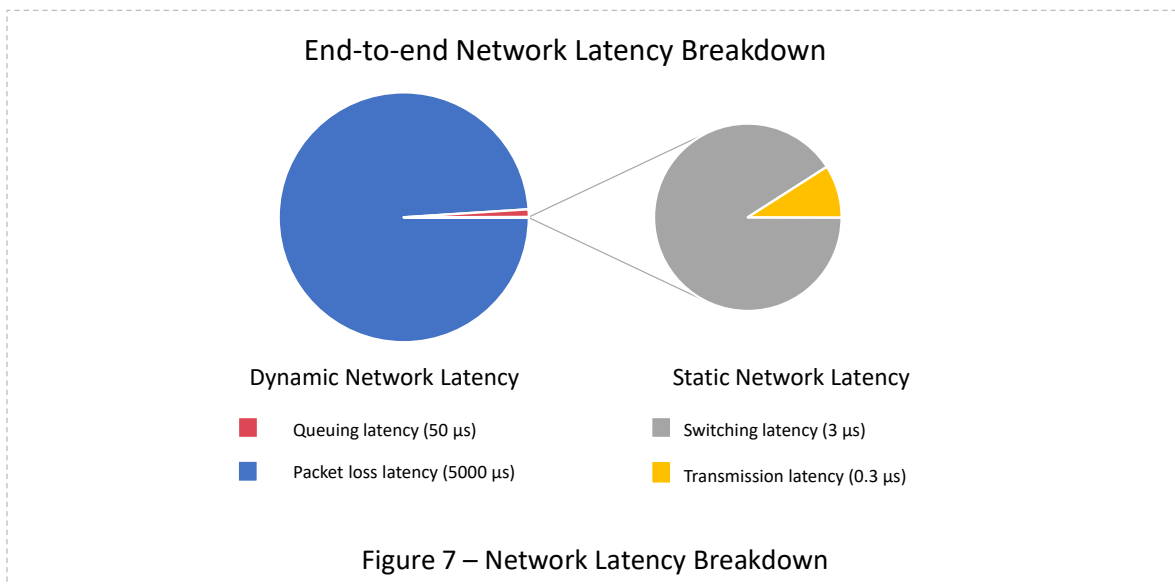 End-to-end Network Latency Breakdown
Dynamic Network Latency
Queuing latency (50 μs)
Packet loss latency (5000 μs)
Static Network Latency
Switching latency (3 μs)
Transmission latency (0.3 μs)
Figure 7 – Network Latency Breakdown